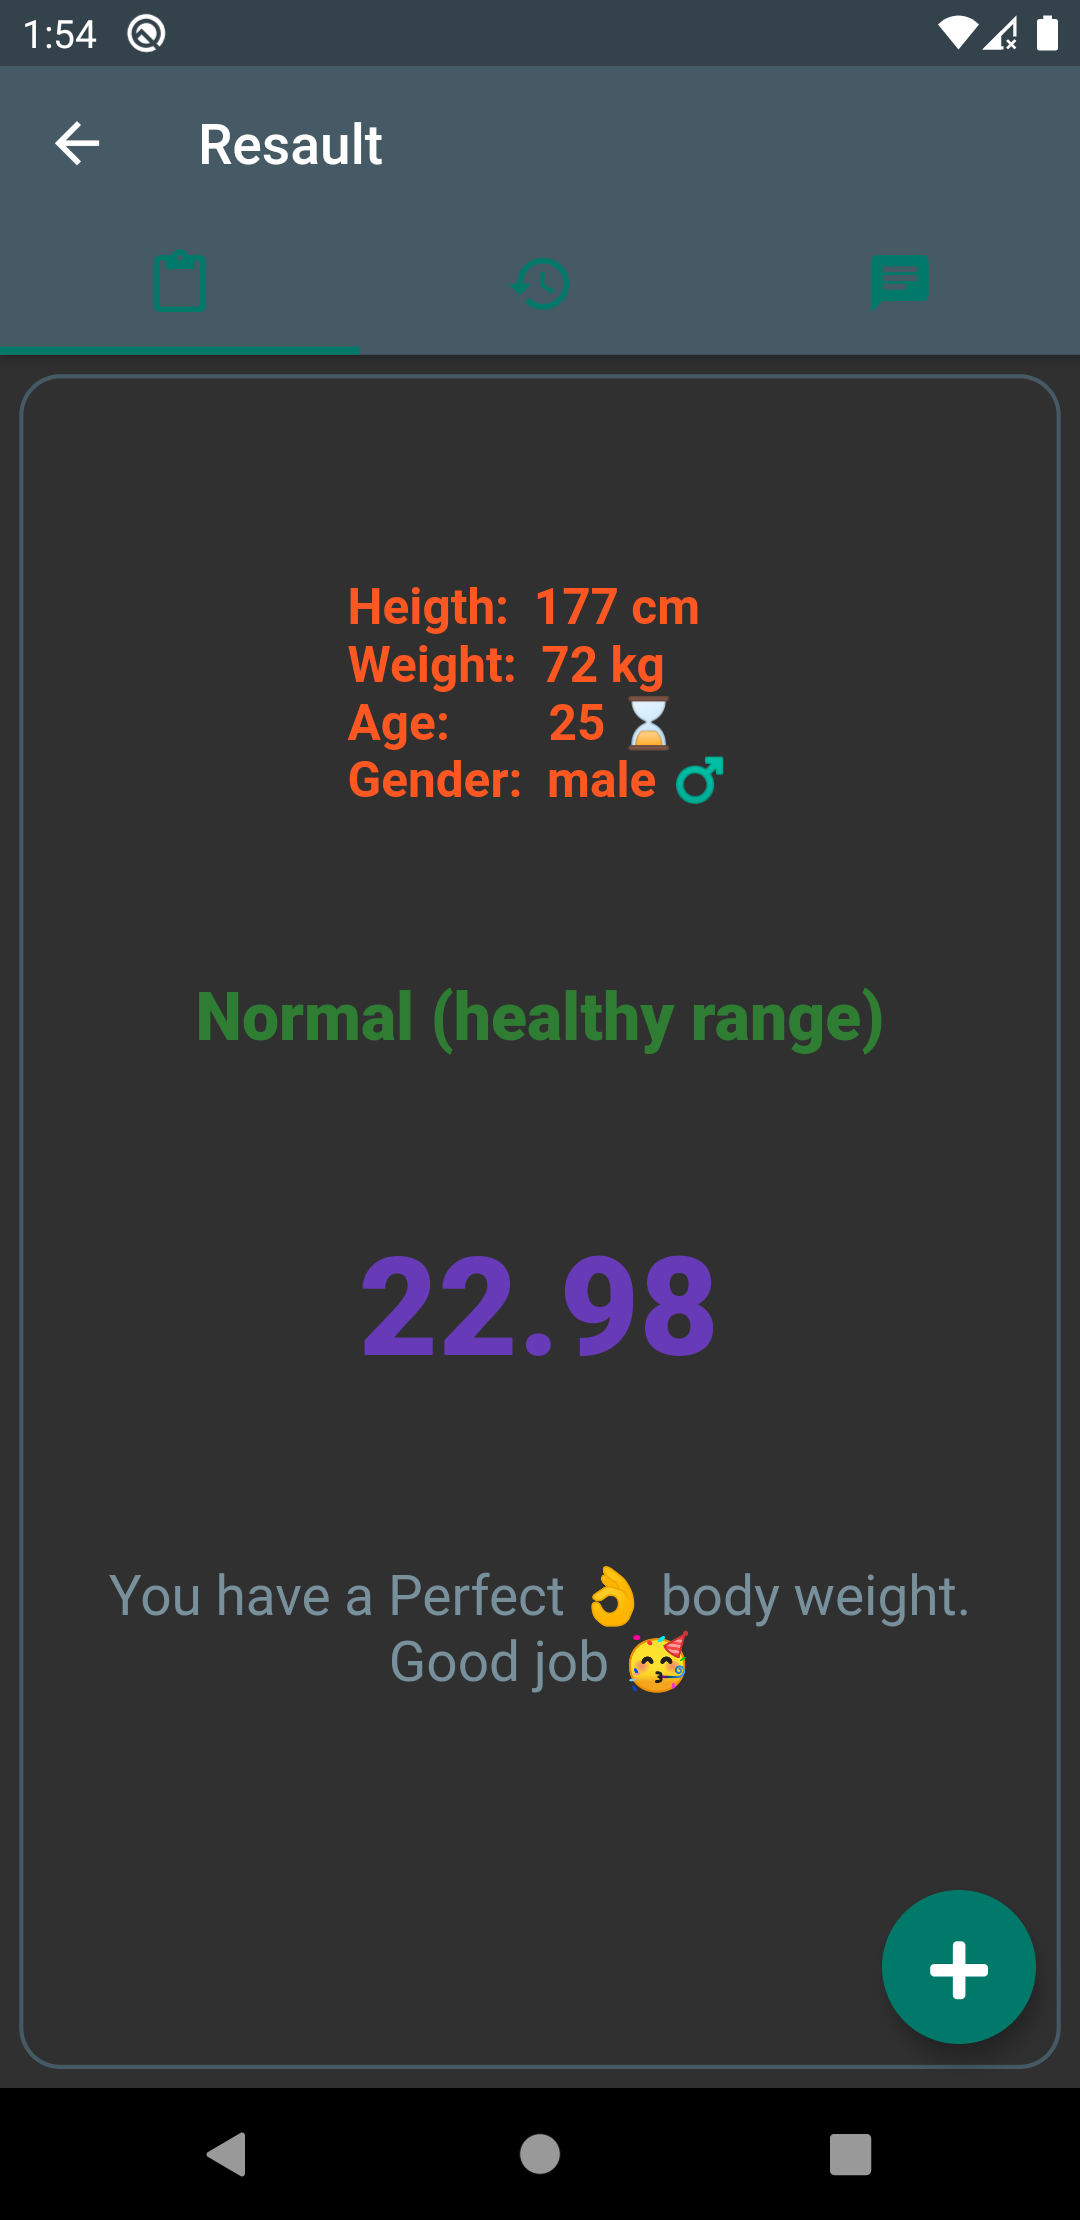 1:54
Resault
Heigth: 177 cm
Weight: 72 kg
Age: 25 ⌛
Gender: male ♂
Normal (healthy range)
22.98
You have a Perfect 👌 body weight.
Good job 🥳